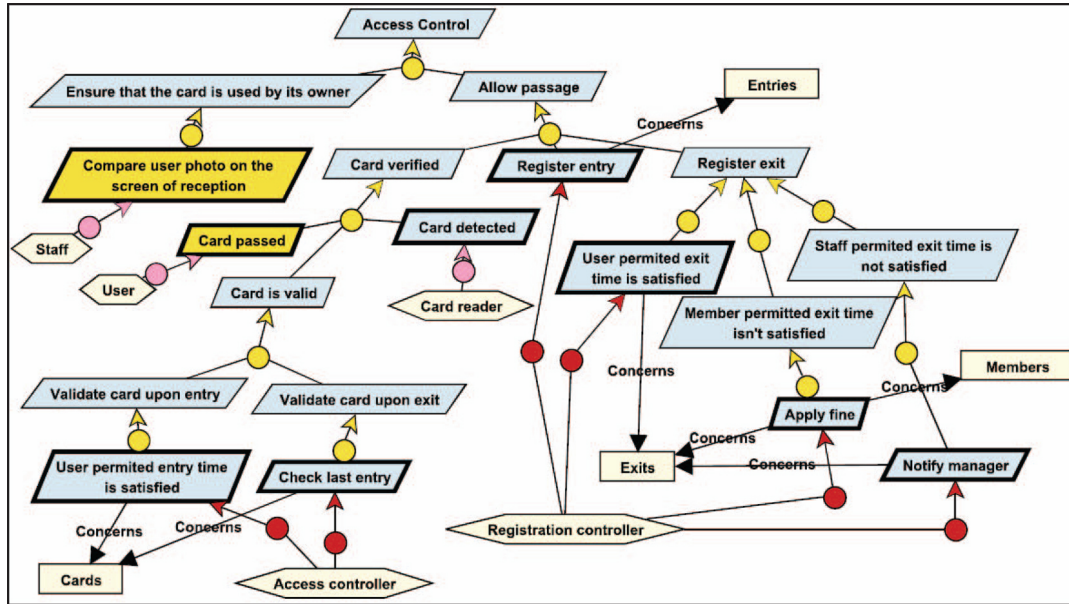 Access Control
Ensure that the card is used by its owner
Allow passage
Entries
Concerns
Compare user photo on the
screen of reception
Card verified
Register entry
Register exit
Staff
Card passed
Card detected
User permited exit
time is satisfied
Staff permited exit time is
not satisfied
User
Card is valid
Card reader
Member permitted exit time
isn't satisfied
Concerns
Members
Concerns
Validate card upon entry
Validate card upon exit
Apply fine
Concerns
User permited entry time
is satisfied
Check last entry
Exits
Concerns
Notify manager
Concerns
Concerns
Registration controller
Cards
Access controller